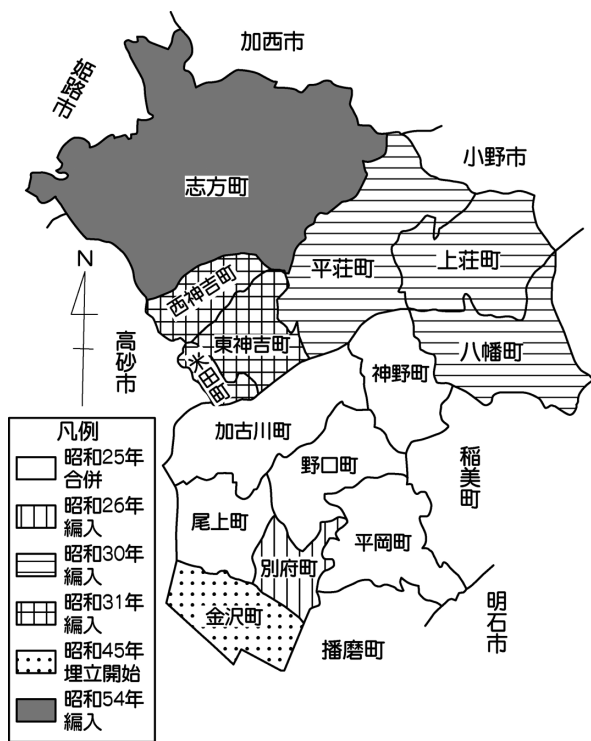 加西市
姫路市
小野市
志方町
N
平荘町
上荘町
西神吉町
東神吉町
米田町
高砂市
八幡町
神野町
加古川町
野口町
稲美町
尾上町
平岡町
別府町
金沢町
明石市
播磨町
凡例
昭和25年
合併
昭和26年
編入
昭和30年
編入
昭和31年
編入
昭和45年
埋立開始
昭和54年
編入